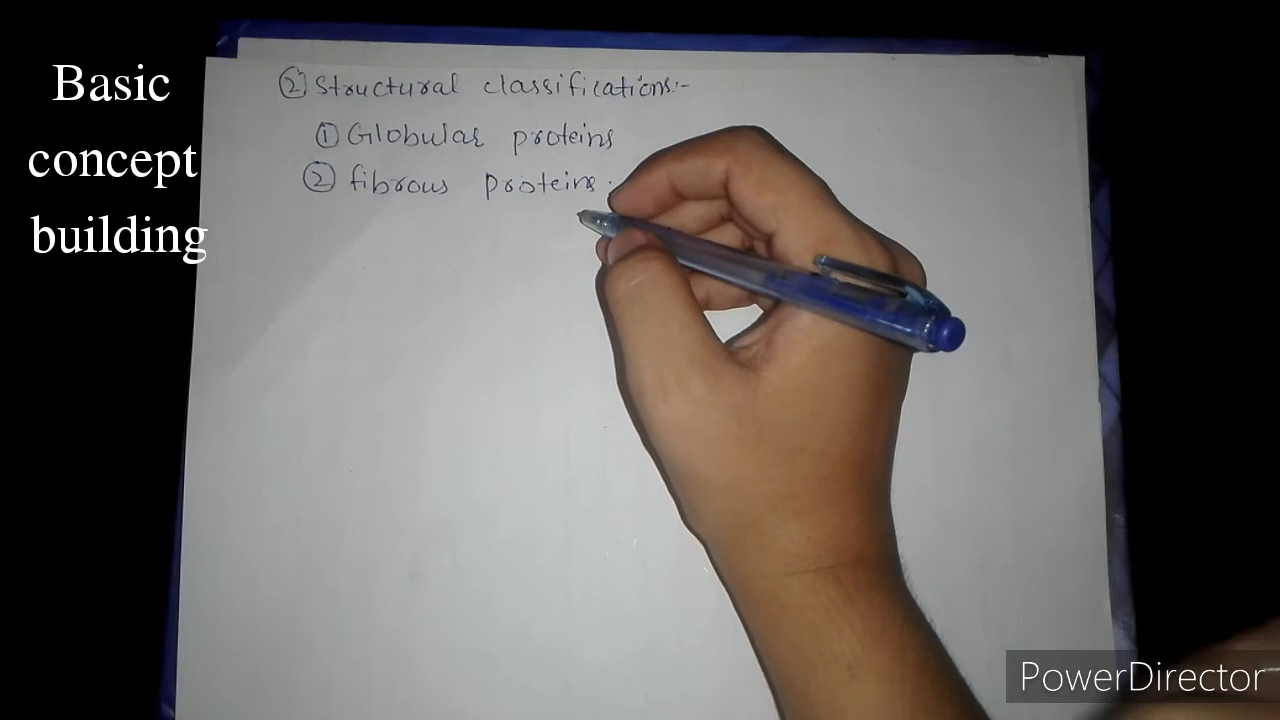 Basic
concept
building
② Structural classifications:-
① Globular proteins
② fibrous proteins.
PowerDirector